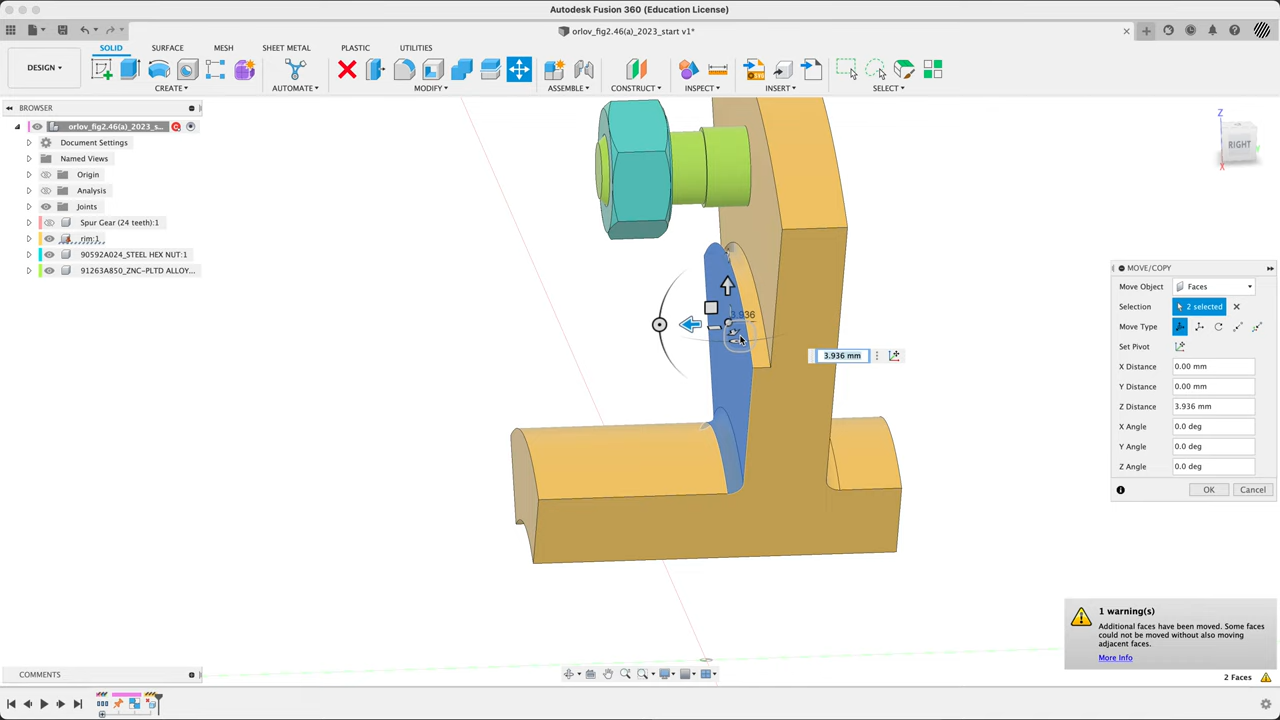 Autodesk Fusion 360 (Education License)
orlov_fig2.46(a)_2023_start v1*
SOLID SURFACE MESH SHEET METAL PLASTIC UTILITIES
DESIGN
CREATE AUTOMATE MODIFY ASSEMBLE CONSTRUCT INSPECT INSERT SELECT
BROWSER
orlov_fig2.46(a)_2023_s...
Document Settings
Named Views
Origin
Analysis
Joints
Spur Gear (24 teeth):1
rim:1
90592A024_STEEL HEX NUT:1
91263A850_ZNC-PLTD ALLOY...
Z
RIGHT
X
3.936
3.936 mm
MOVE/COPY
Move Object Faces
Selection 2 selected
Move Type
Set Pivot
X Distance 0.00 mm
Y Distance 0.00 mm
Z Distance 3.936 mm
X Angle 0.0 deg
Y Angle 0.0 deg
Z Angle 0.0 deg
OK Cancel
1 warning(s)
Additional faces have been moved. Some faces
could not be moved without also moving
adjacent faces.
More Info
COMMENTS
2 Faces